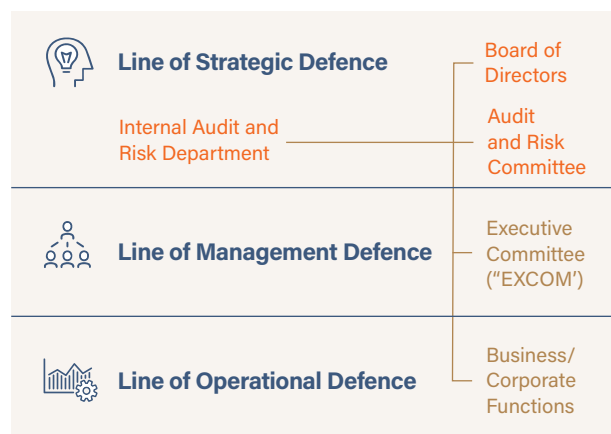 Line of Strategic Defence
Board of
Directors
Internal Audit and
Risk Department
Audit
and Risk
Committee
Line of Management Defence
Executive
Committee
("EXCOM')
Line of Operational Defence
Business/
Corporate
Functions